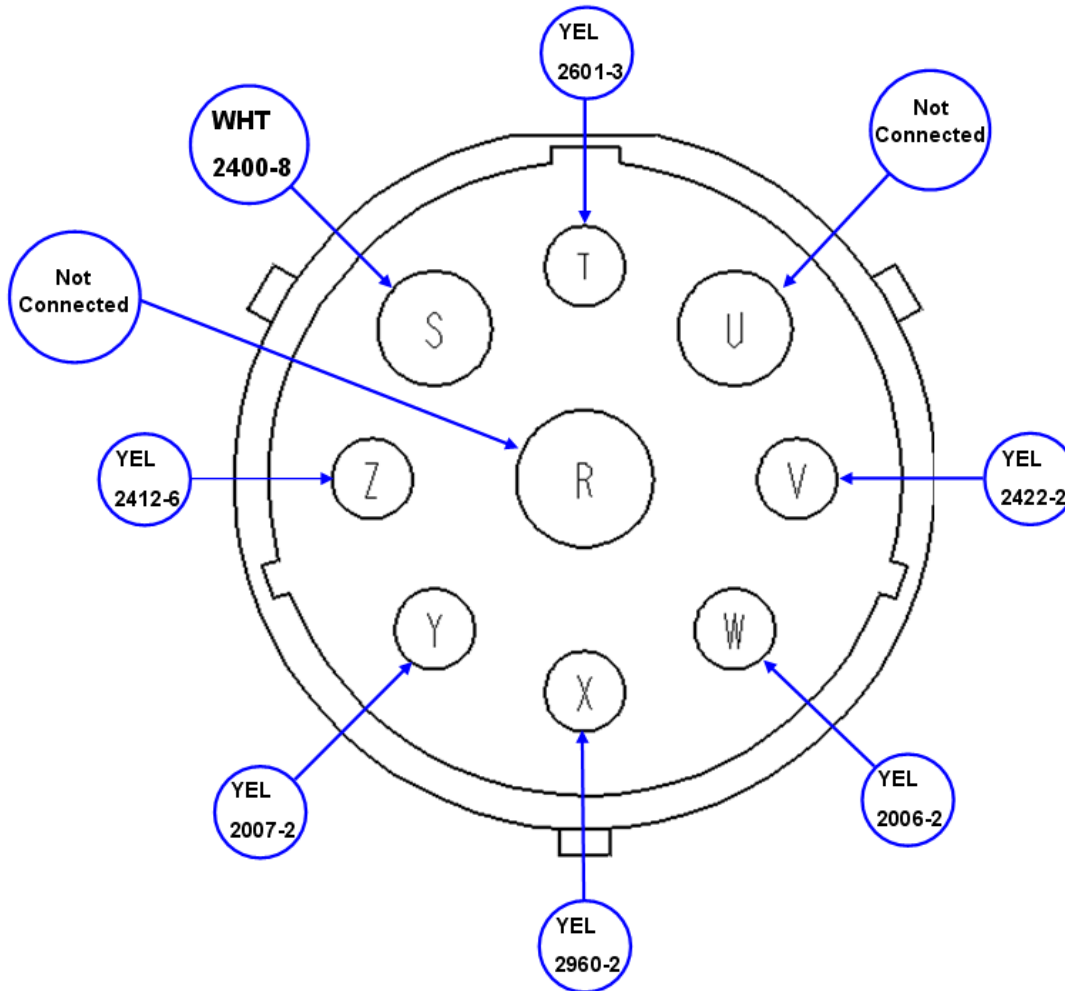 YEL
2601-3
WHT
2400-8
Not
Connected
Not
Connected
T
S
U
YEL
2412-6
Z
R
V
YEL
2422-2
Y
W
X
YEL
2007-2
YEL
2006-2
YEL
2960-2